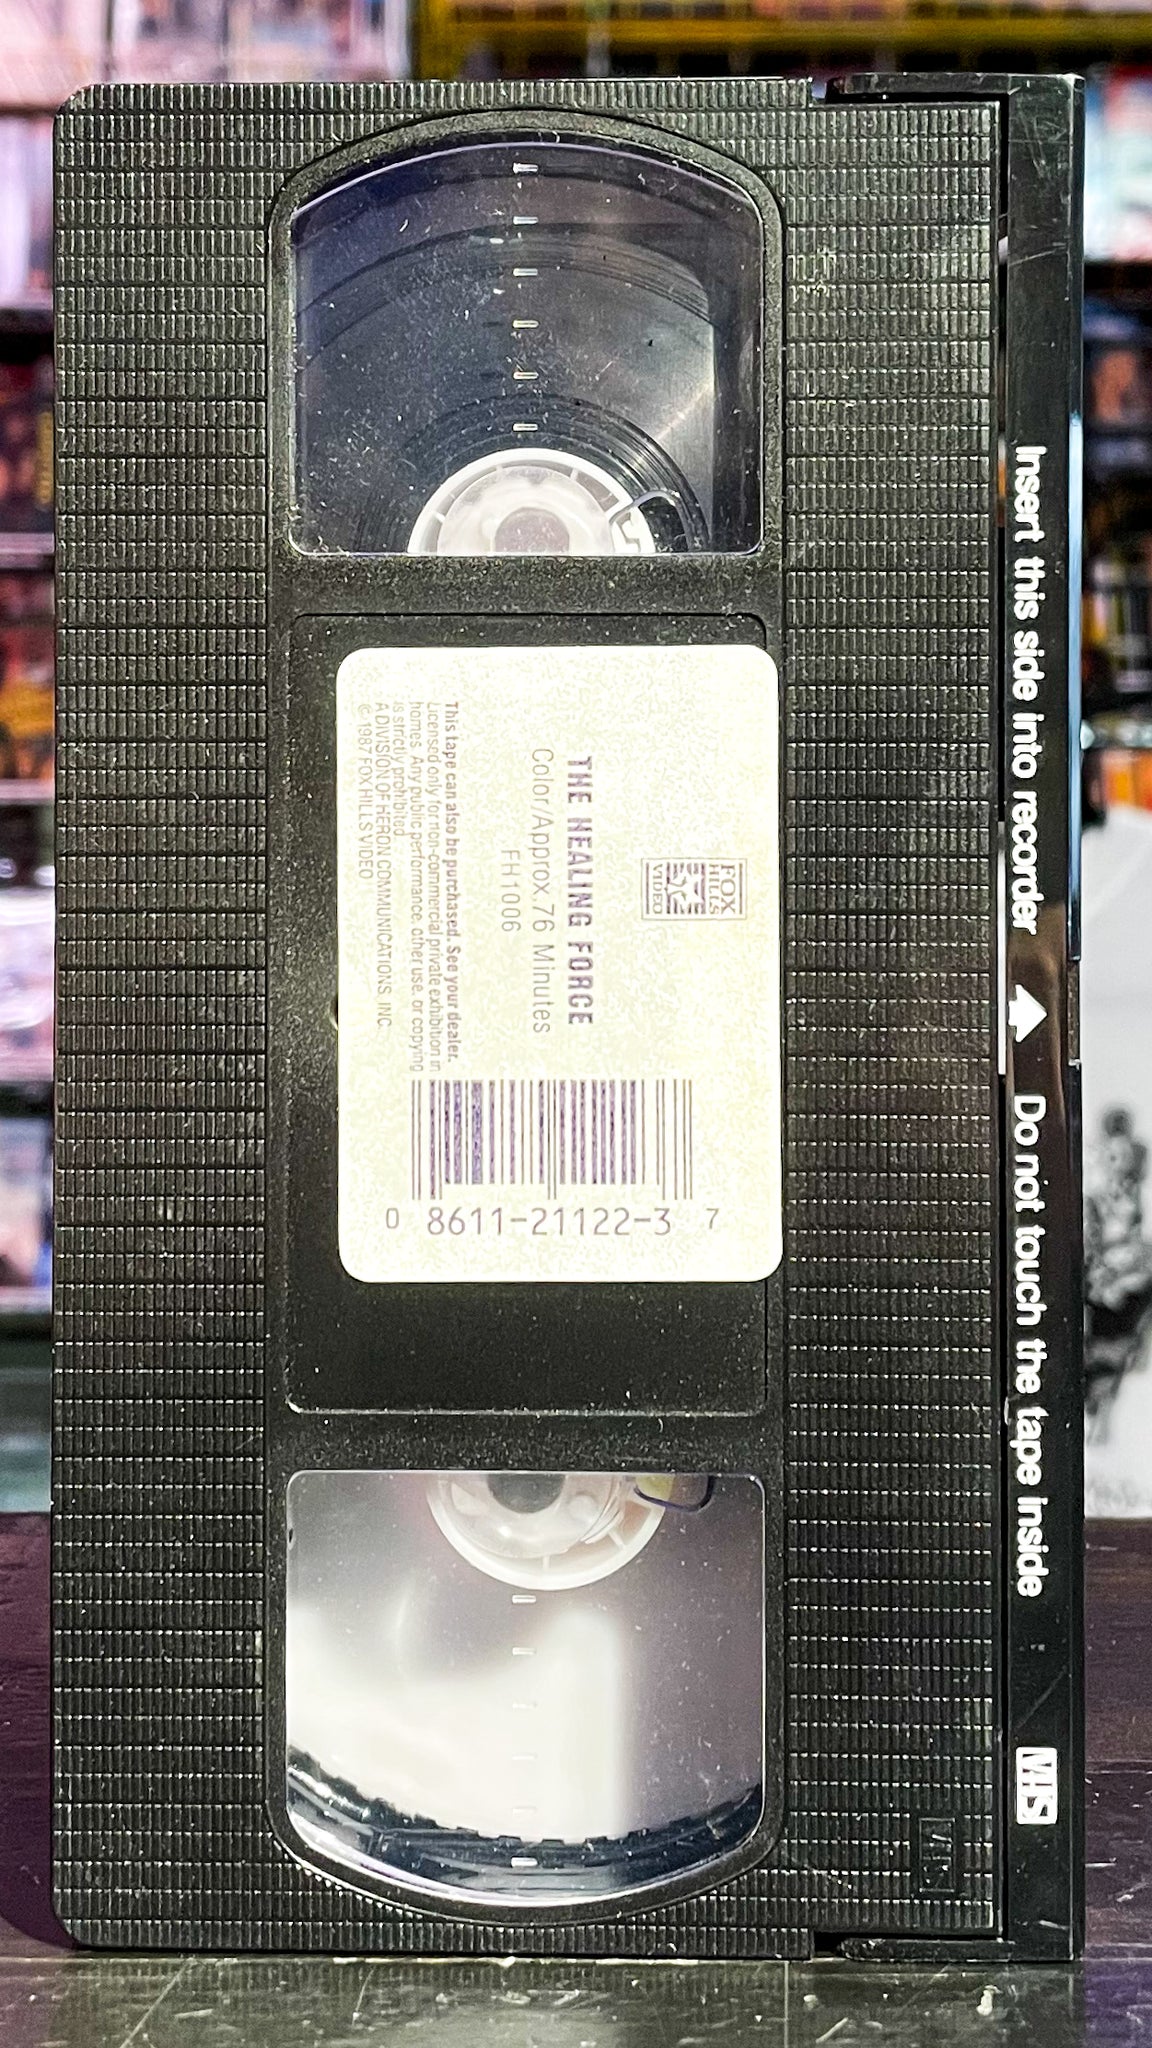 FOX
HILLS
VIDEO
THE HEALING FORCE
Color/Approx. 76 Minutes
FH1006
This tape can also be purchased. See your dealer.
Licensed only for non-commercial private exhibition in
homes. Any public performance, other use, or copying
is strictly prohibited.
A DIVISION OF HERON COMMUNICATIONS, INC.
© 1987 FOX HILLS VIDEO
0 8611-21122-3 7
Insert this side into recorder Do not touch the tape inside
VHS